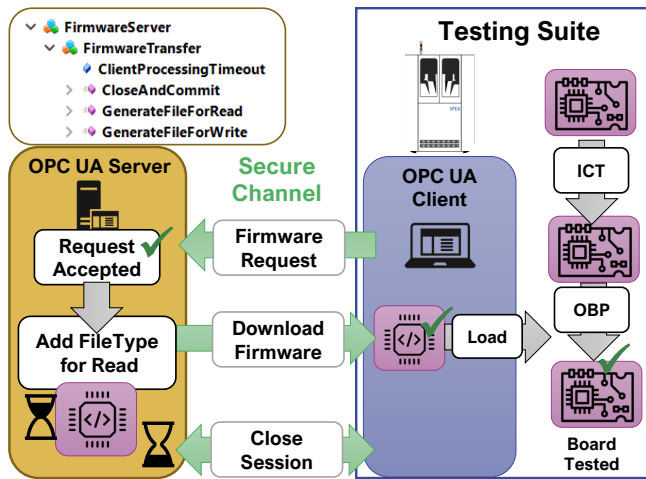 FirmwareServer
FirmwareTransfer
ClientProcessingTimeout
CloseAndCommit
GenerateFileForRead
GenerateFileForWrite
Testing Suite
SPEA
OPC UA Server
Secure
Channel
OPC UA
Client
ICT
Request
Accepted
Firmware
Request
OBP
Add FileType
for Read
Download
Firmware
</>
Load
</>
Close
Session
Board
Tested